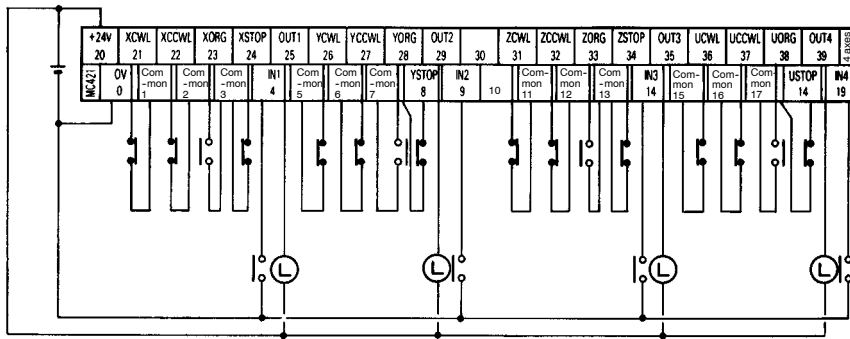 +24V XCWL XCCWL XORG XSTOP OUT1 YCWL YCCWL YORG OUT2 ZCWL ZCCWL ZORG ZSTOP OUT3 UCWL UCCWL UORG OUT4 4 axes
20 21 22 23 24 25 26 27 28 29 30 31 32 33 34 35 36 37 38 39
MC421 0V Com- Com- Com- IN1 Com- Com- Com- YSTOP IN2 10 Com- Com- Com- IN3 Com- Com- Com- USTOP IN4
0 -mon -mon -mon 4 -mon -mon -mon 8 9 mon mon -mon 14 -mon -mon -mon 14 19
1 2 3 5 6 7 11 12 13 15 16 17
L L L L